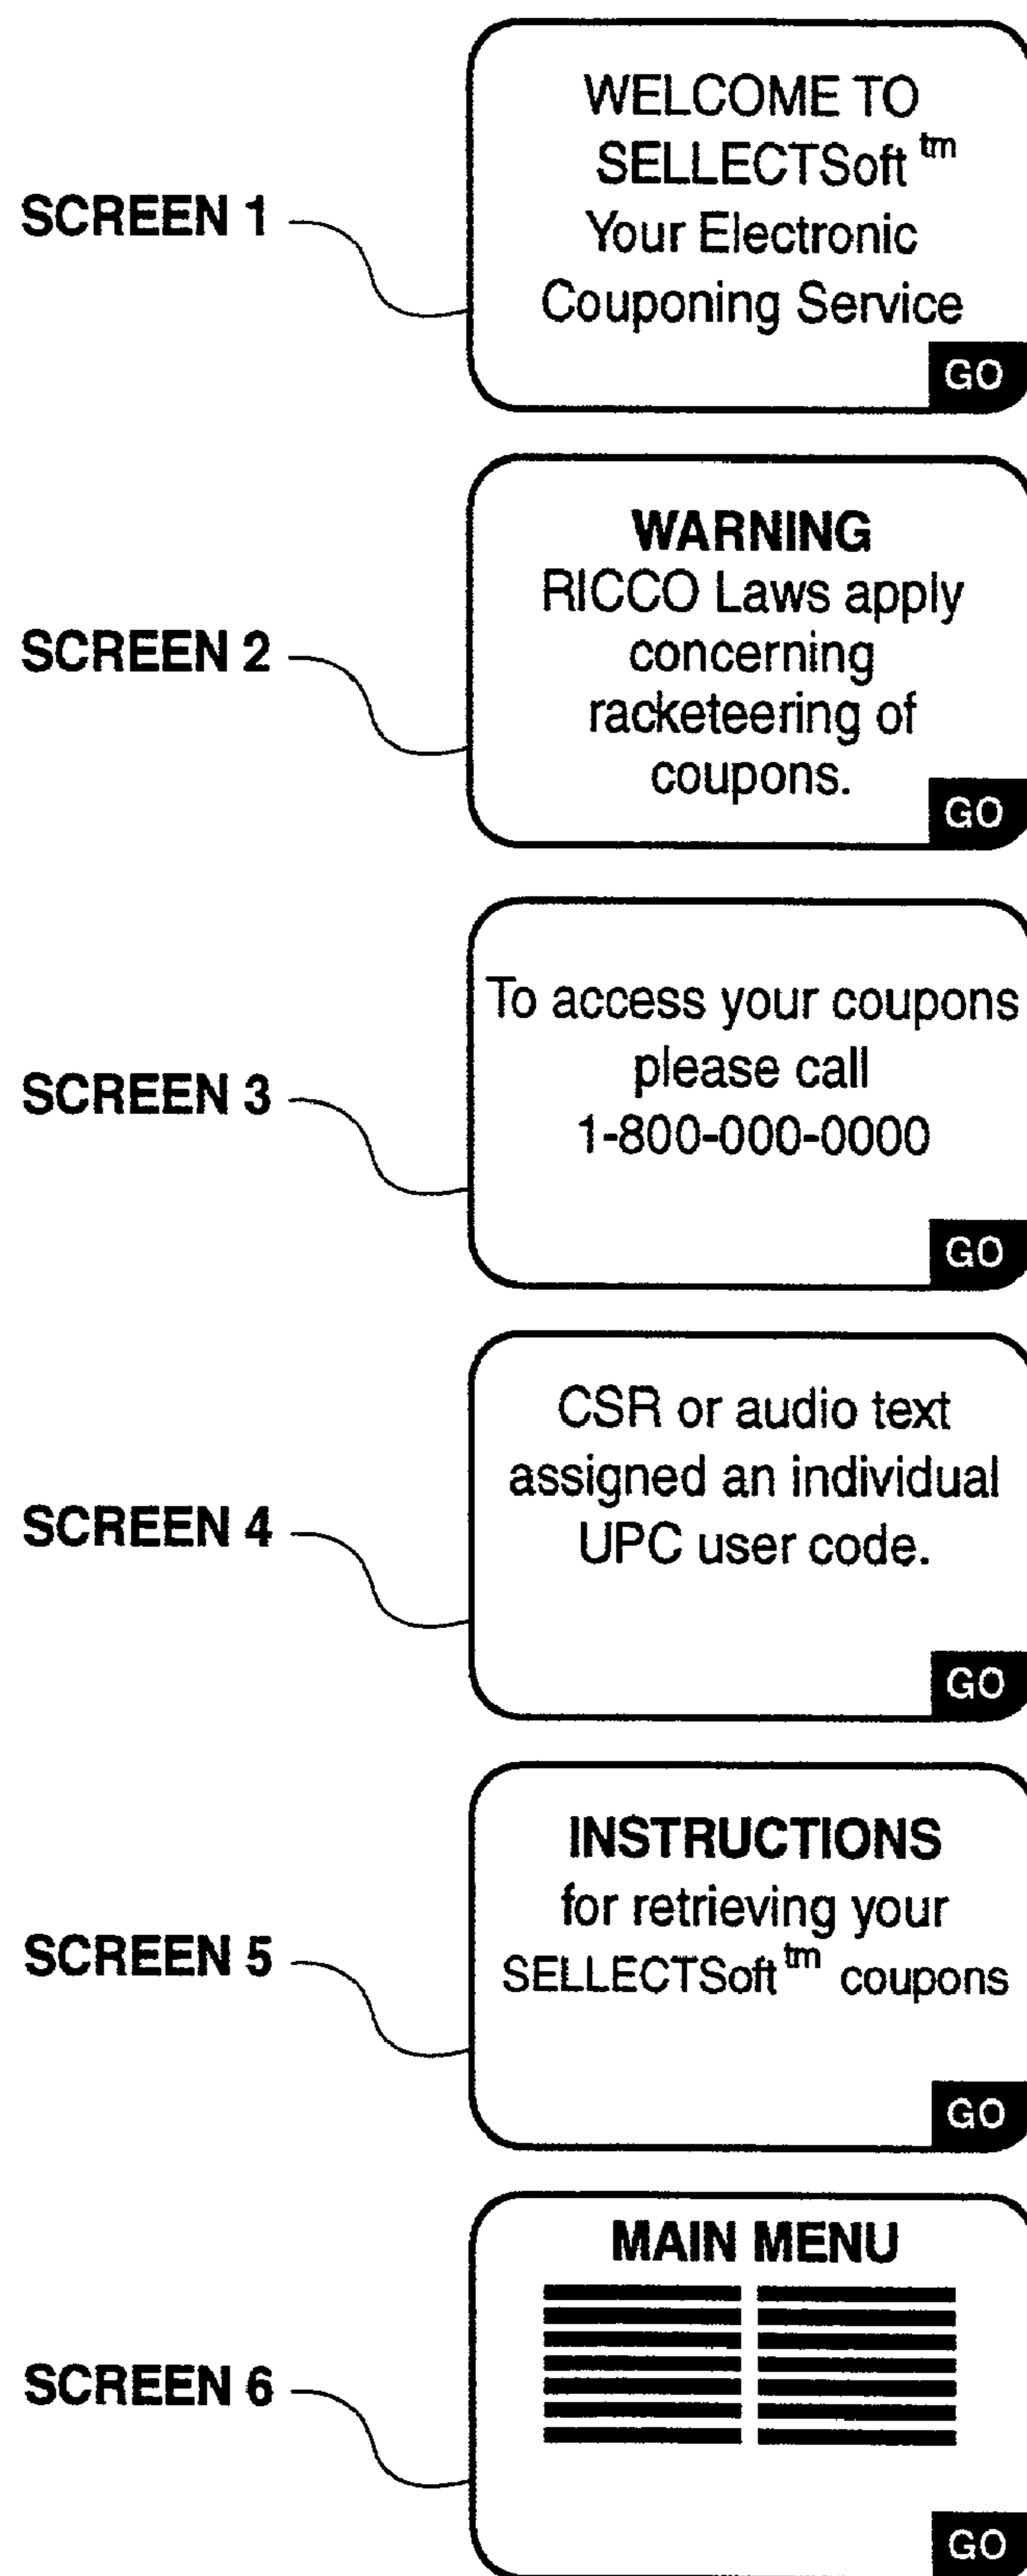 SCREEN 1
WELCOME TO
SELLECTSoft tm
Your Electronic
Couponing Service
GO
SCREEN 2
WARNING
RICCO Laws apply
concerning
racketeering of
coupons.
GO
SCREEN 3
To access your coupons
please call
1-800-000-0000
GO
SCREEN 4
CSR or audio text
assigned an individual
UPC user code.
GO
SCREEN 5
INSTRUCTIONS
for retrieving your
SELLECTSoft tm coupons
GO
SCREEN 6
MAIN MENU
GO